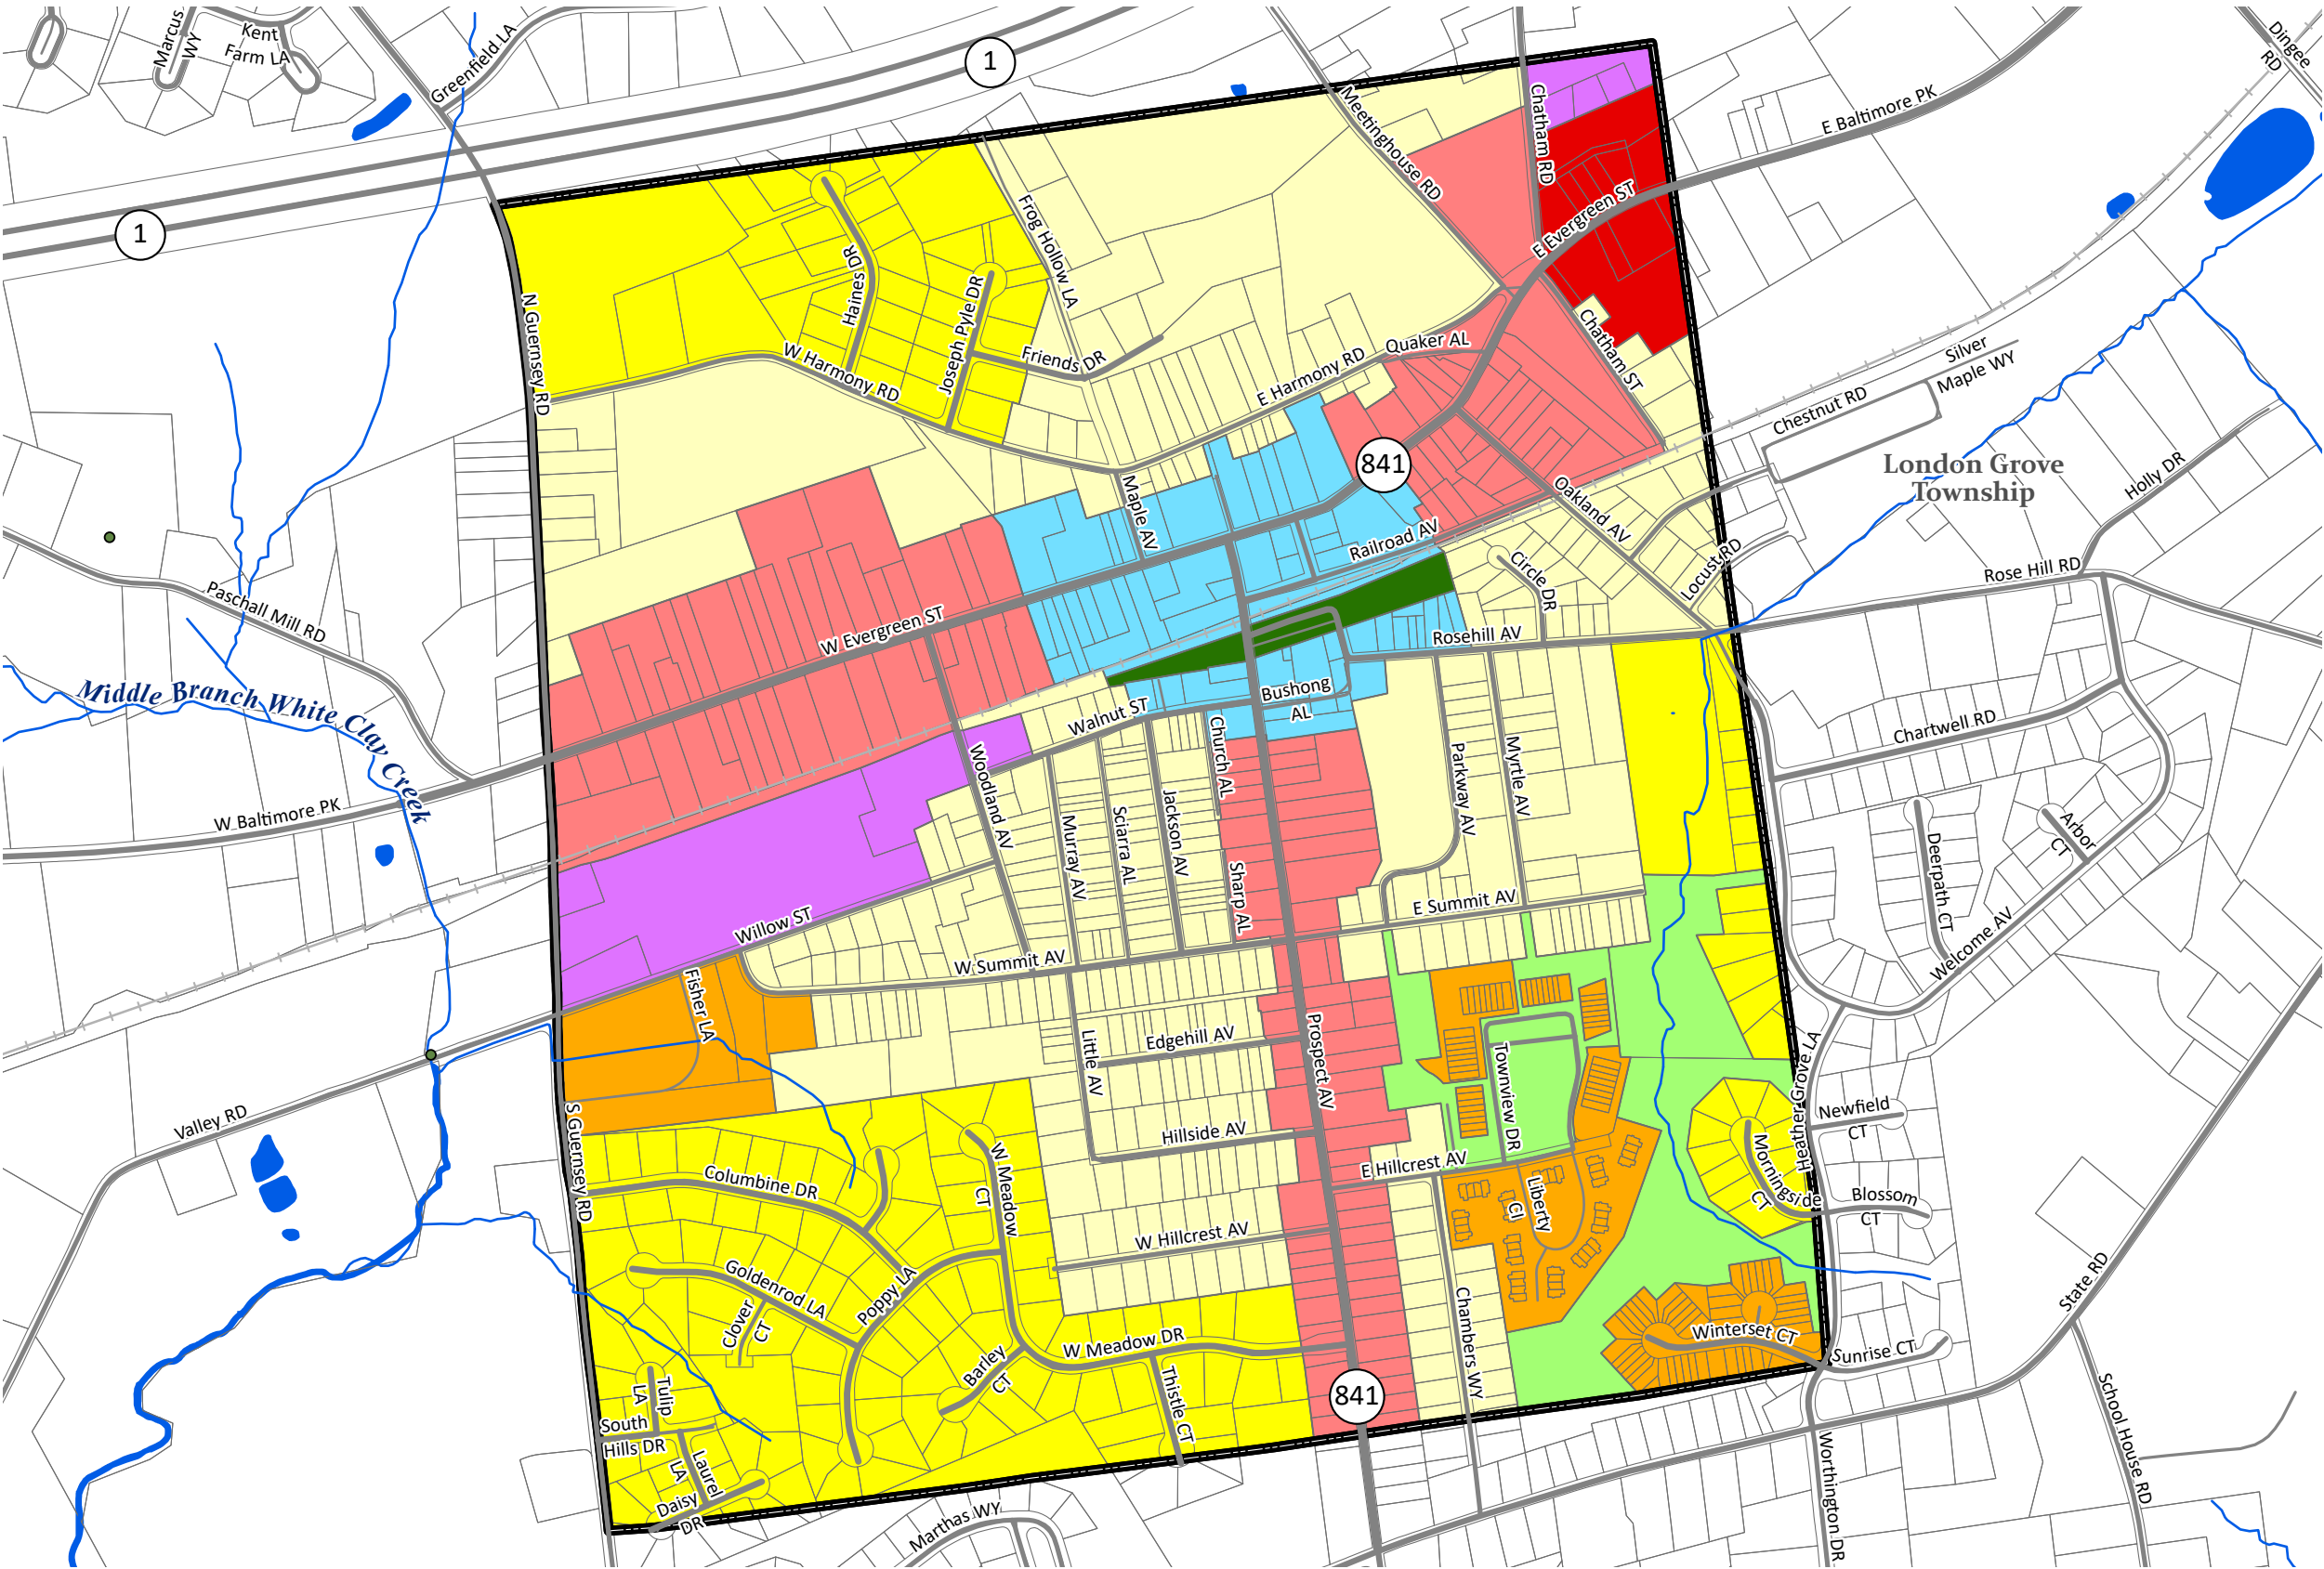 Marcus
WY
Kent
Farm LA
Greenfield LA
1
1
Dingee
RD
E Baltimore PK
Meetinghouse RD
Chatham RD
E Evergreen ST
Frog Hollow LA
Haines DR
Joseph Pyle DR
Friends DR
N Guernsey RD
W Harmony RD
E Harmony RD
Quaker AL
Chatham ST
Silver
Maple WY
Chestnut RD
London Grove
Township
Holly DR
841
Maple AV
Oakland AV
Railroad AV
Locust RD
Circle DR
Rose Hill RD
Paschall Mill RD
W Evergreen ST
Rosehill AV
Middle Branch White Clay Creek
Bushong
AL
Walnut ST
Church AL
Woodland AV
Parkway AV
Myrtle AV
Chartwell RD
W Baltimore PK
Murray AV
Sciarra AL
Jackson AV
Sharp AL
Arbor
CT
Deerpath CT
Willow ST
E Summit AV
Welcome AV
W Summit AV
Fisher LA
Prospect AV
Edgehill AV
Little AV
Townview DR
Heather Grove LA
Valley RD
S Guernsey RD
Hillside AV
Newfield
CT
Columbine DR
W Meadow
CT
E Hillcrest AV
Morningside
CT
Blossom
CT
Liberty
CI
W Hillcrest AV
Goldenrod LA
Poppy LA
Clover
CT
State RD
Chambers WY
W Meadow DR
Winterset CT
Sunrise CT
Barley
CT
Thistle CT
Tulip
LA
841
South
Hills DR
Laurel
LA
School House RD
Worthington DR
Daisy
DR
Marthas WY